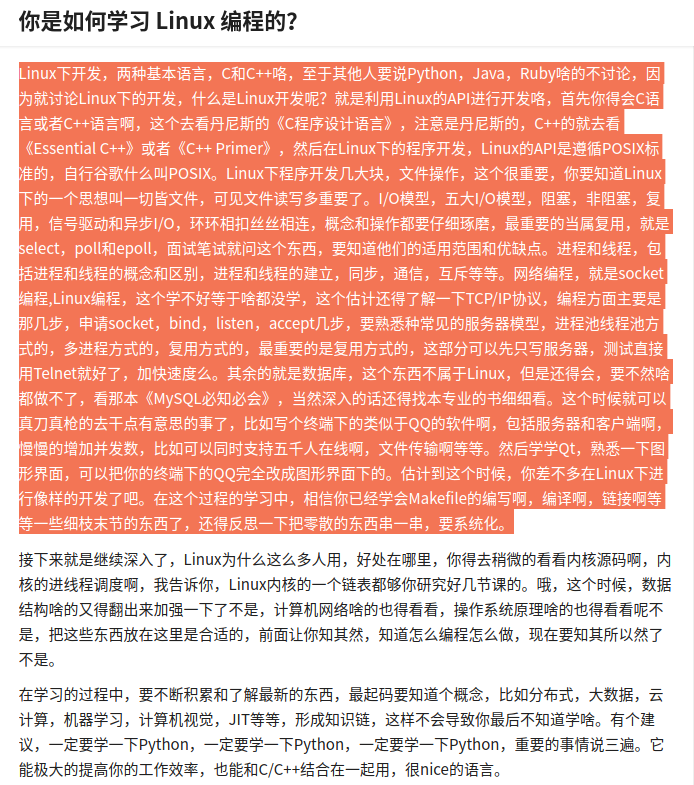 你是如何学习 Linux 编程的？
Linux下开发，两种基本语言，C和C++咯，至于其他人要说Python，Java，Ruby啥的不讨论，因
为就讨论Linux下的开发，什么是Linux开发呢？就是利用Linux的API进行开发咯，首先你得会C语
言或者C++语言啊，这个去看丹尼斯的《C程序设计语言》，注意是丹尼斯的，C++的就去看
《Essential C++》或者《C++ Primer》，然后在Linux下的程序开发，Linux的API是遵循POSIX标
准的，自行谷歌什么叫POSIX。Linux下程序开发几大块，文件操作，这个很重要，你要知道Linux
下的一个思想叫一切皆文件，可见文件读写多重要了。I/O模型，五大I/O模型，阻塞，非阻塞，复
用，信号驱动和异步I/O，环环相扣丝丝相连，概念和操作都要仔细琢磨，最重要的当属复用，就是
select，poll和epoll，面试笔试就问这个东西，要知道他们的适用范围和优缺点。进程和线程，包
括进程和线程的概念和区别，进程和线程的建立，同步，通信，互斥等等。网络编程，就是socket
编程,Linux编程，这个学不好等于啥都没学，这个估计还得了解一下TCP/IP协议，编程方面主要是
那几步，申请socket，bind，listen，accept几步，要熟悉种常见的服务器模型，进程池线程池方
式的，多进程方式的，复用方式的，最重要的是复用方式的，这部分可以先只写服务器，测试直接
用Telnet就好了，加快速度么。其余的就是数据库，这个东西不属于Linux，但是还得会，要不然啥
都做不了，看那本《MySQL必知必会》，当然深入的话还得找本专业的书细细看。这个时候就可以
真刀真枪的去干点有意思的事了，比如写个终端下的类似于QQ的软件啊，包括服务器和客户端啊，
慢慢的增加并发数，比如可以同时支持五千人在线啊，文件传输啊等等。然后学学Qt，熟悉一下图
形界面，可以把你的终端下的QQ完全改成图形界面下的。估计到这个时候，你差不多在Linux下进
行像样的开发了吧。在这个过程的学习中，相信你已经学会Makefile的编写啊，编译啊，链接啊等
等一些细枝末节的东西了，还得反思一下把零散的东西串一串，要系统化。
接下来就是继续深入了，Linux为什么这么多人用，好处在哪里，你得去稍微的看看内核源码啊，内
核的进线程调度啊，我告诉你，Linux内核的一个链表都够你研究好几节课的。哦，这个时候，数据
结构啥的又得翻出来加强一下了不是，计算机网络啥的也得看看，操作系统原理啥的也得看看呢不
是，把这些东西放在这里是合适的，前面让你知其然，知道怎么编程怎么做，现在要知其所以然了
不是。
在学习的过程中，要不断积累和了解最新的东西，最起码要知道个概念，比如分布式，大数据，云
计算，机器学习，计算机视觉，JIT等等，形成知识链，这样不会导致你最后不知道学啥。有个建
议，一定要学一下Python，一定要学一下Python，一定要学一下Python，重要的事情说三遍。它
能极大的提高你的工作效率，也能和C/C++结合在一起用，很nice的语言。